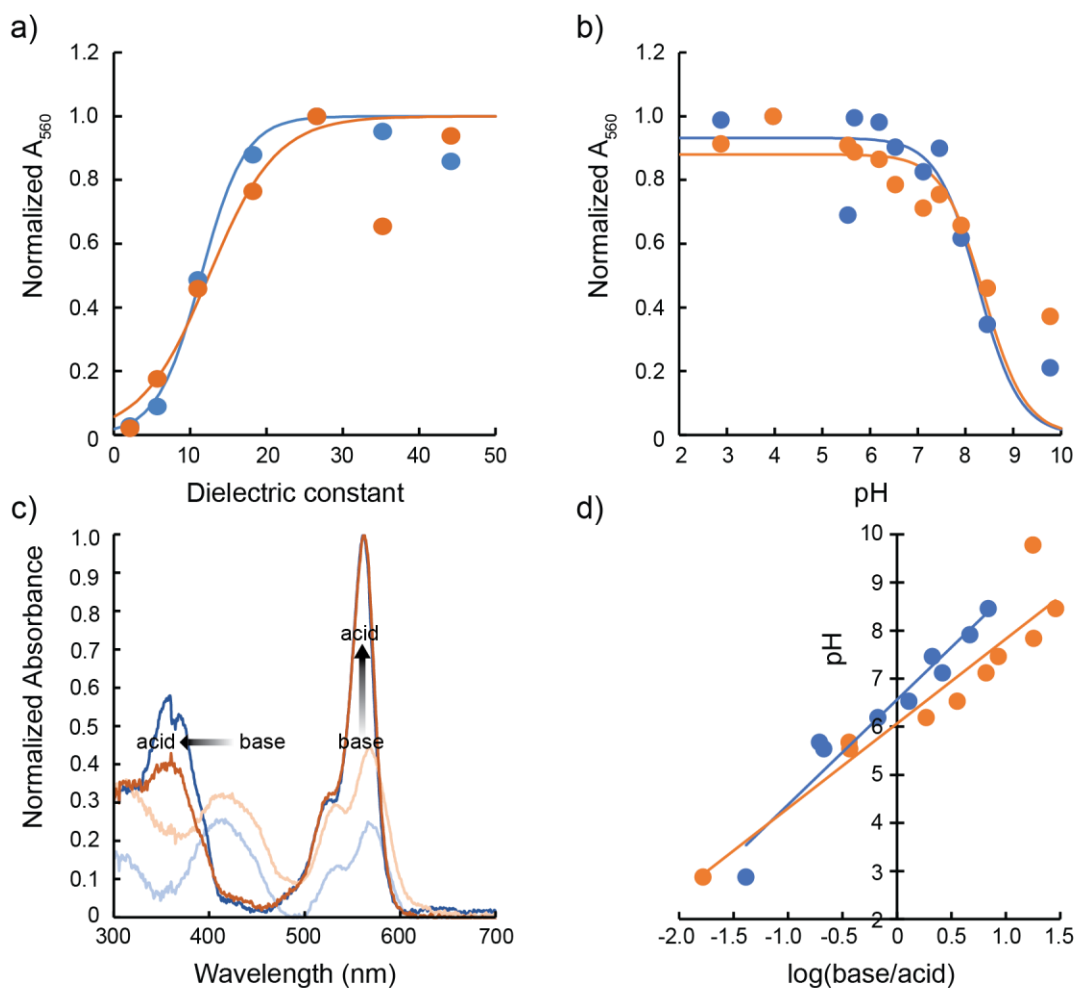 a)
1.2
1.0
0.8
0.6
0.4
0.2
0
Normalized A560
0 10 20 30 40 50
Dielectric constant
b)
1.2
1.0
0.8
0.6
0.4
0.2
0
Normalized A560
2 3 4 5 6 7 8 9 10
pH
c)
1.0
0.9
0.8
0.7
0.6
0.5
0.4
0.3
0.2
0.1
0
Normalized Absorbance
acid
acid base
base
300 400 500 600 700
Wavelength (nm)
d)
10
9
8
7
6
5
4
3
2
pH
-2.0 -1.5 -1.0 -0.5 0 0.5 1.0 1.5
log(base/acid)